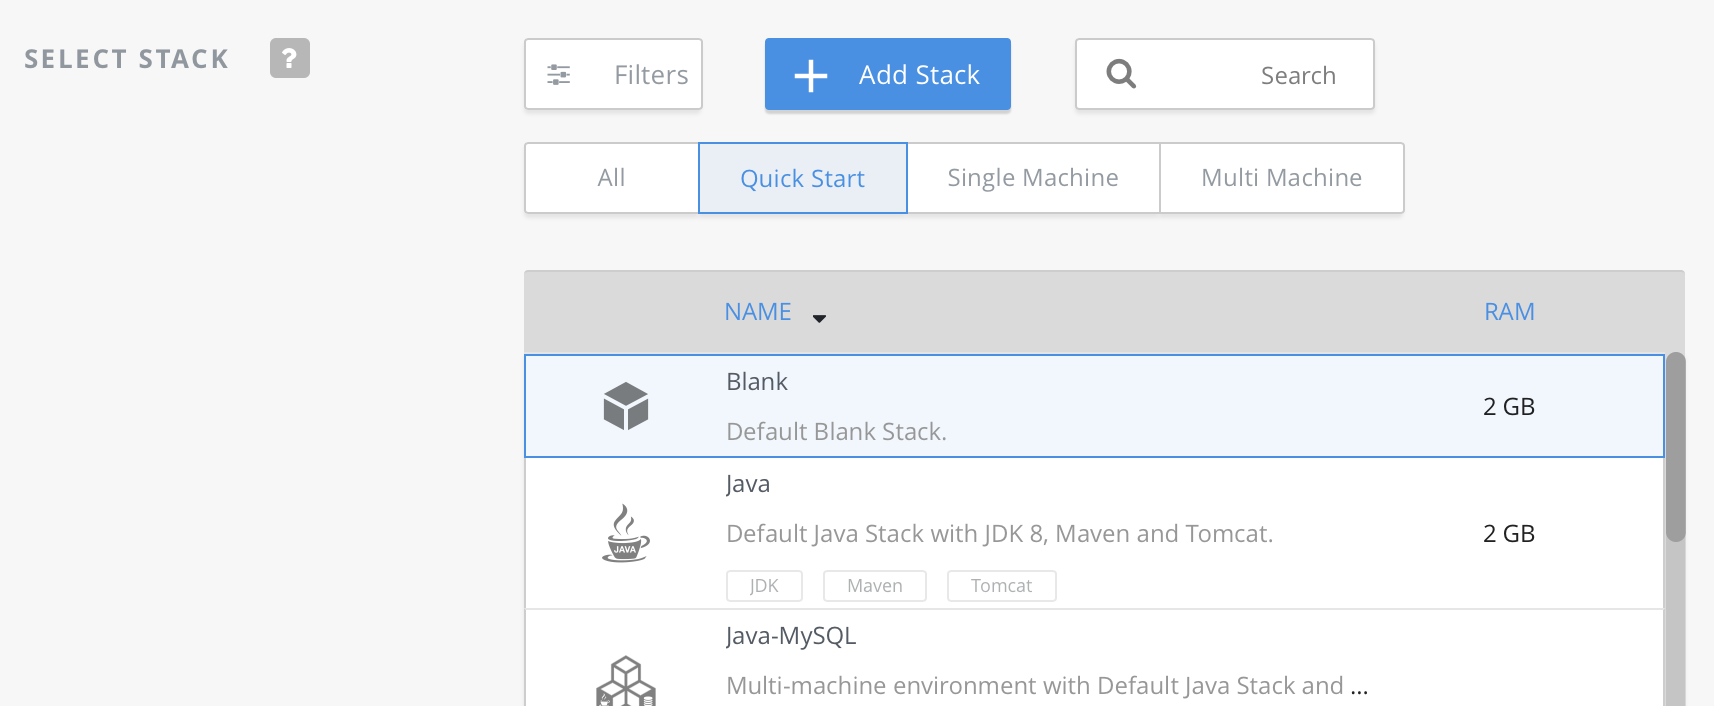 SELECT STACK ?
Filters
Add Stack
Search
All
Quick Start
Single Machine
Multi Machine
NAME
RAM
Blank
Default Blank Stack.
2 GB
JAVA
Java
Default Java Stack with JDK 8, Maven and Tomcat.
2 GB
JDK
Maven
Tomcat
Java-MySQL
Multi-machine environment with Default Java Stack and ...